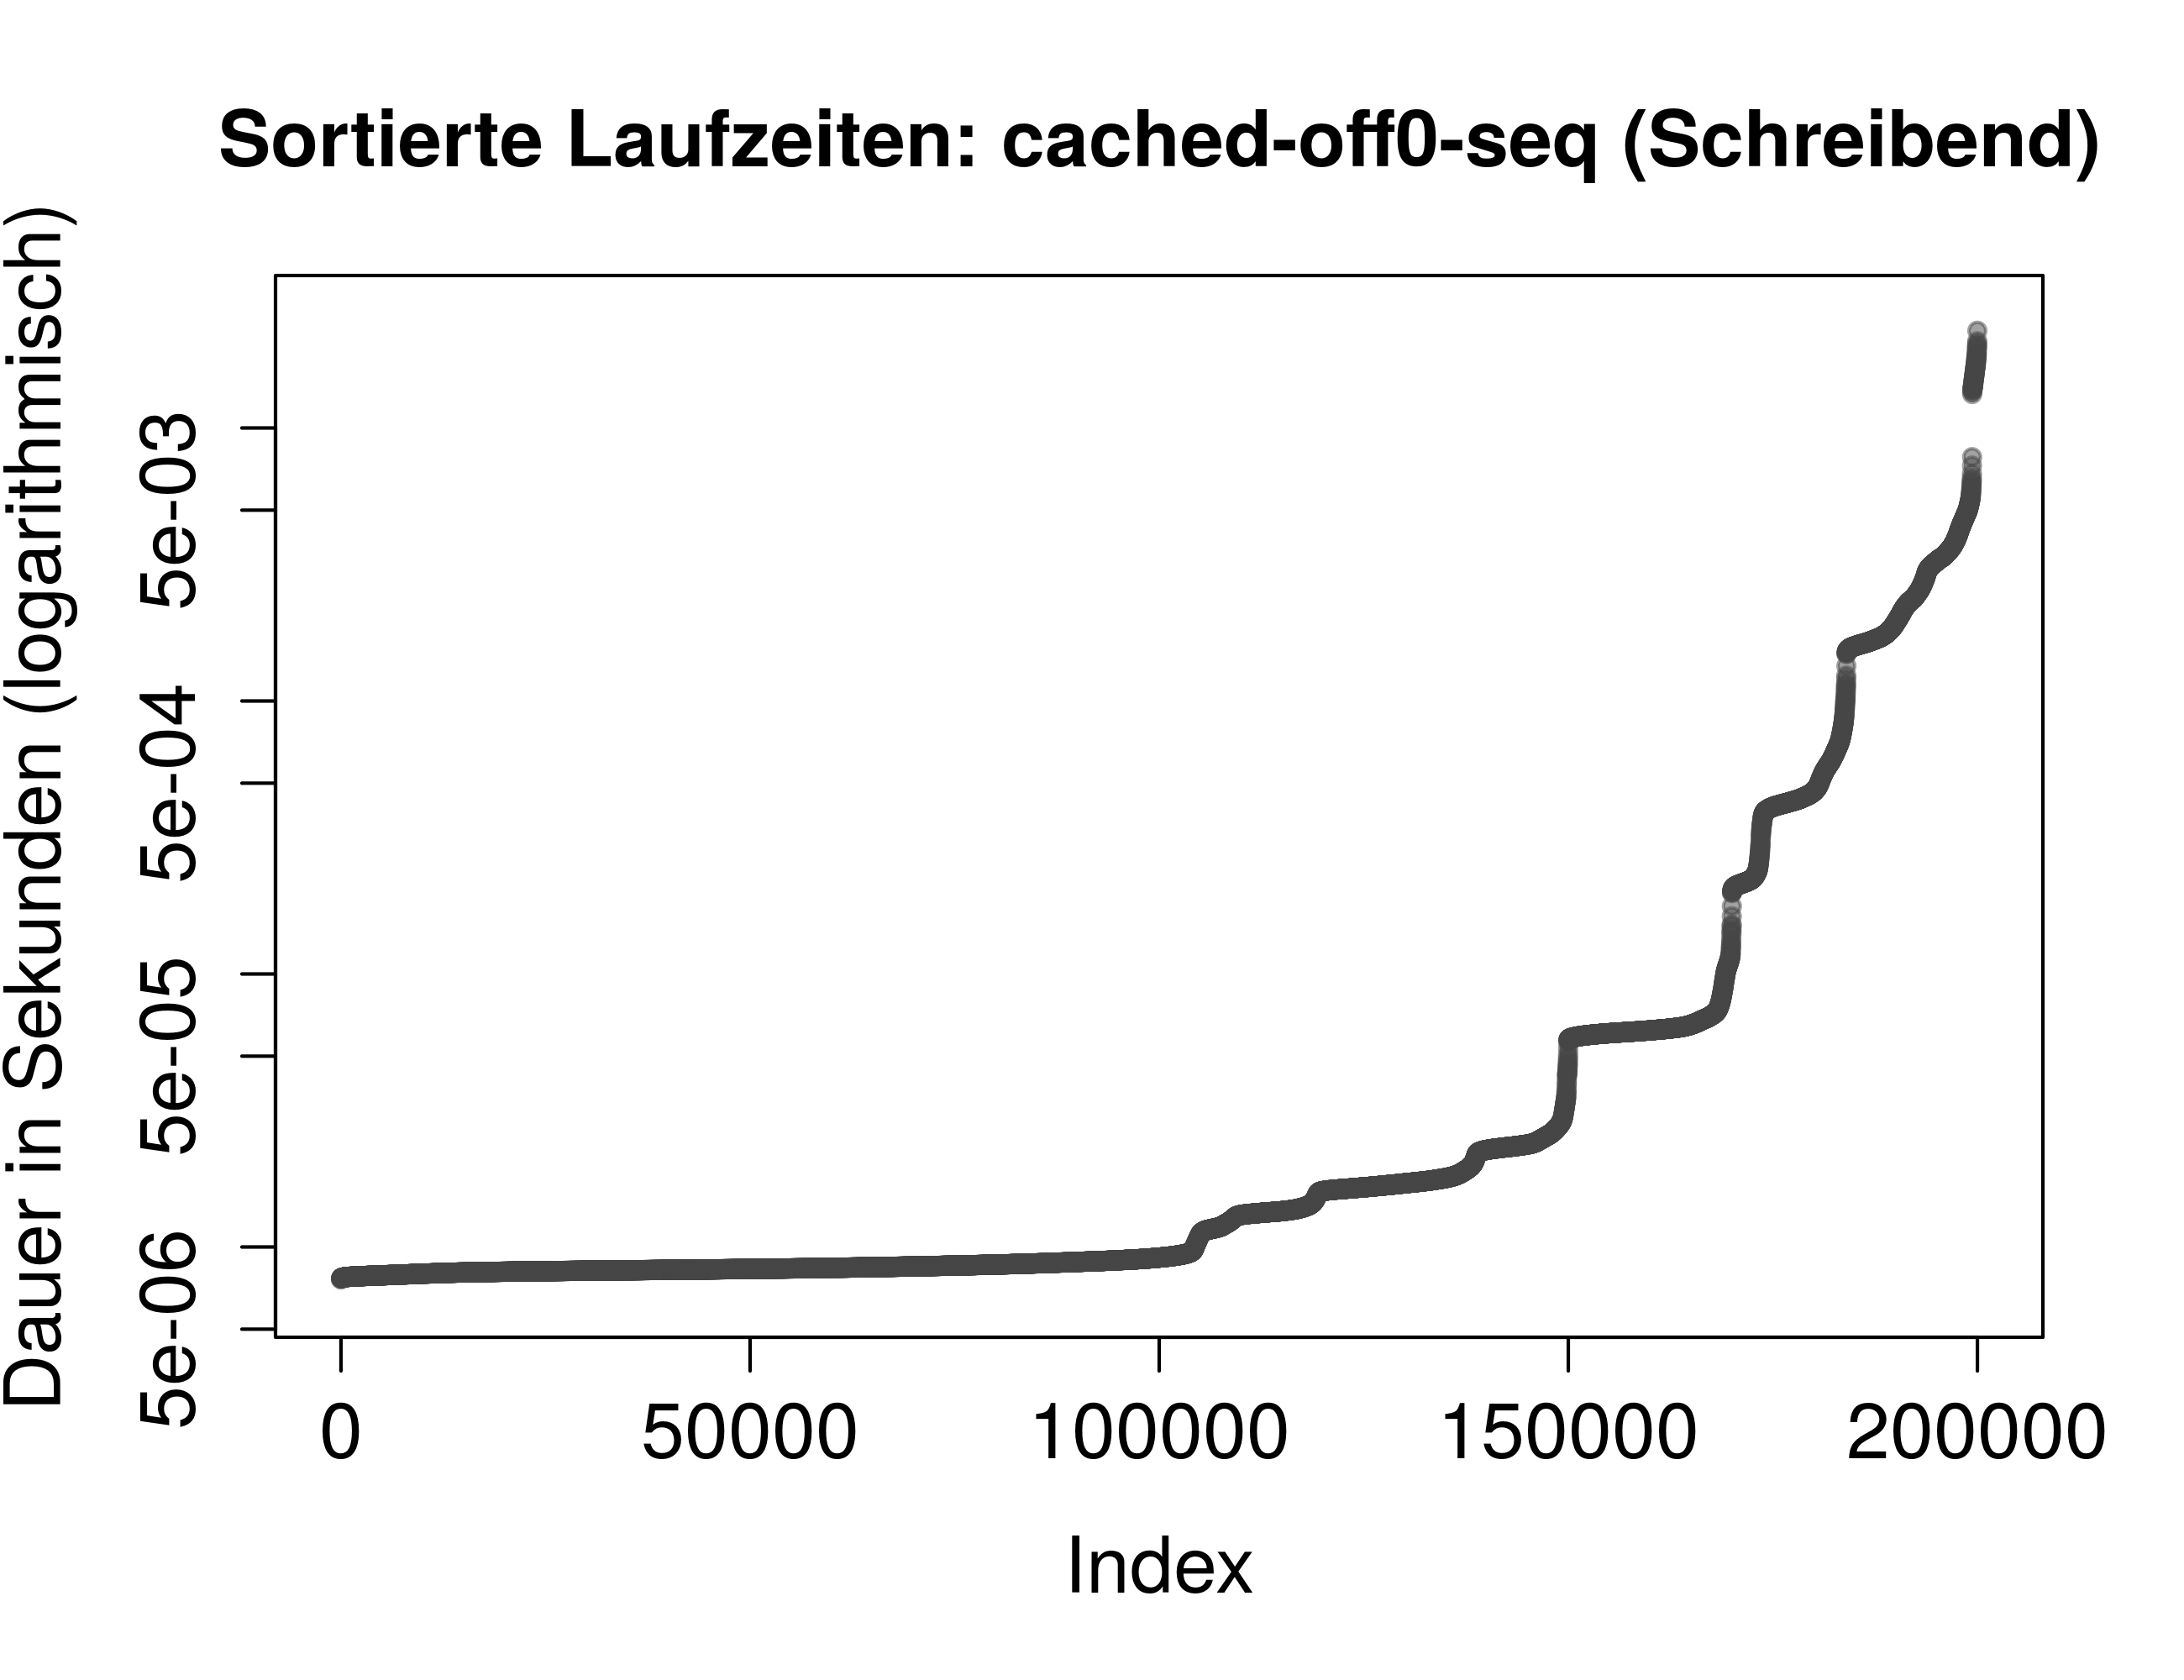 Sortierte Laufzeiten: cached-off0-seq (Schreibend)
Dauer in Sekunden (logarithmisch)
5e-03
5e-04
5e-05
5e-06
0 50000 100000 150000 200000
Index